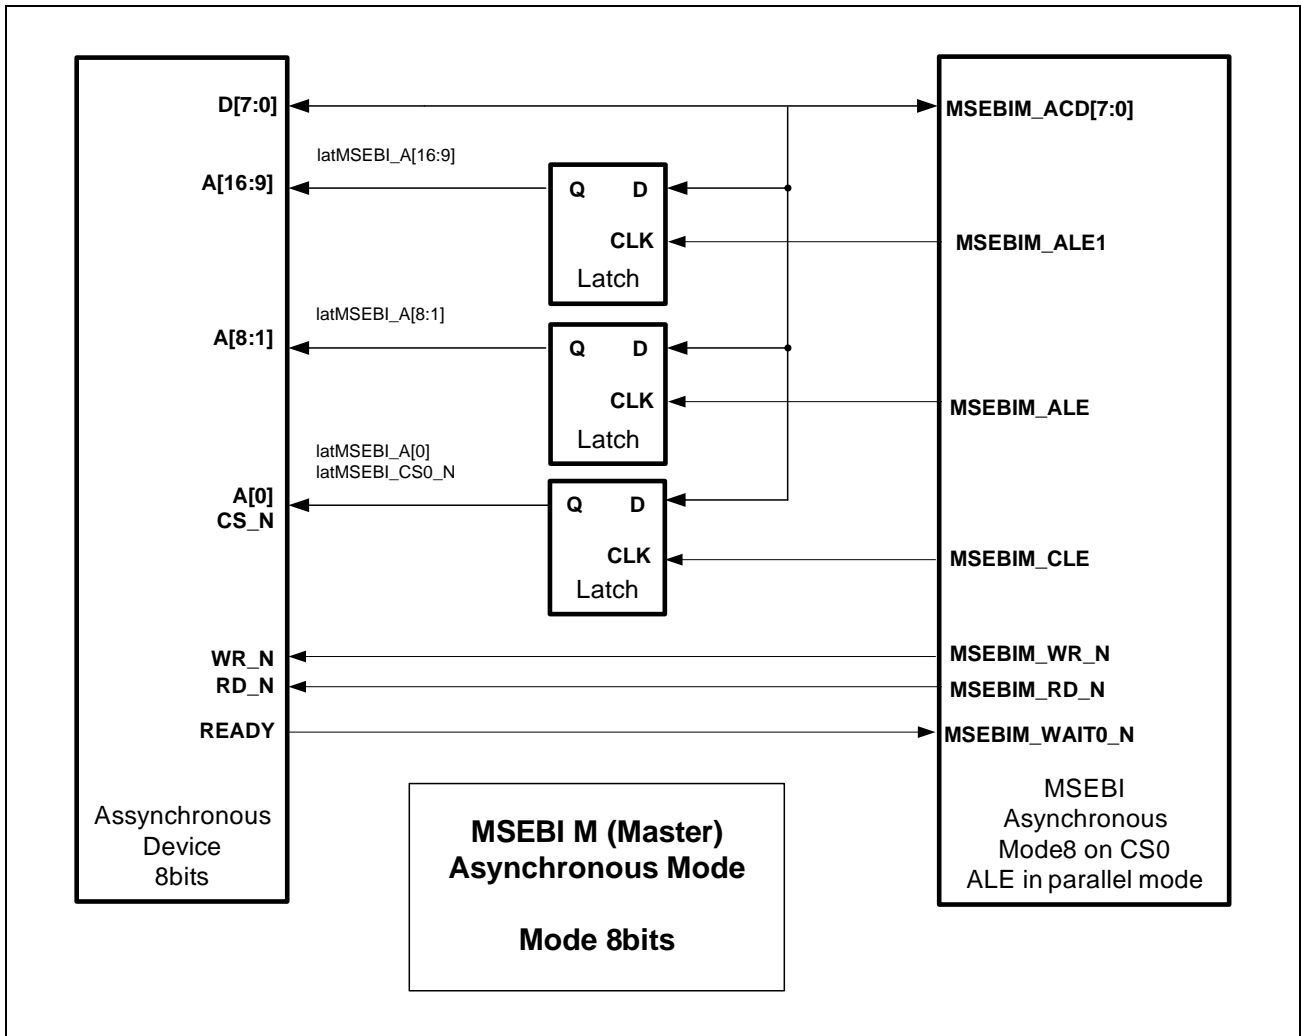 D[7:0]
MSEBIM_ACD[7:0]
latMSEBI_A[16:9]
A[16:9]
Q D
CLK
Latch
MSEBIM_ALE1
latMSEBI_A[8:1]
A[8:1]
Q D
CLK
Latch
MSEBIM_ALE
latMSEBI_A[0]
latMSEBI_CS0_N
A[0]
CS_N
Q D
CLK
Latch
MSEBIM_CLE
WR_N
MSEBIM_WR_N
RD_N
MSEBIM_RD_N
READY
MSEBIM_WAIT0_N
Assynchronous
Device
8bits
MSEBI M (Master)
Asynchronous Mode
Mode 8bits
MSEBI
Asynchronous
Mode8 on CS0
ALE in parallel mode